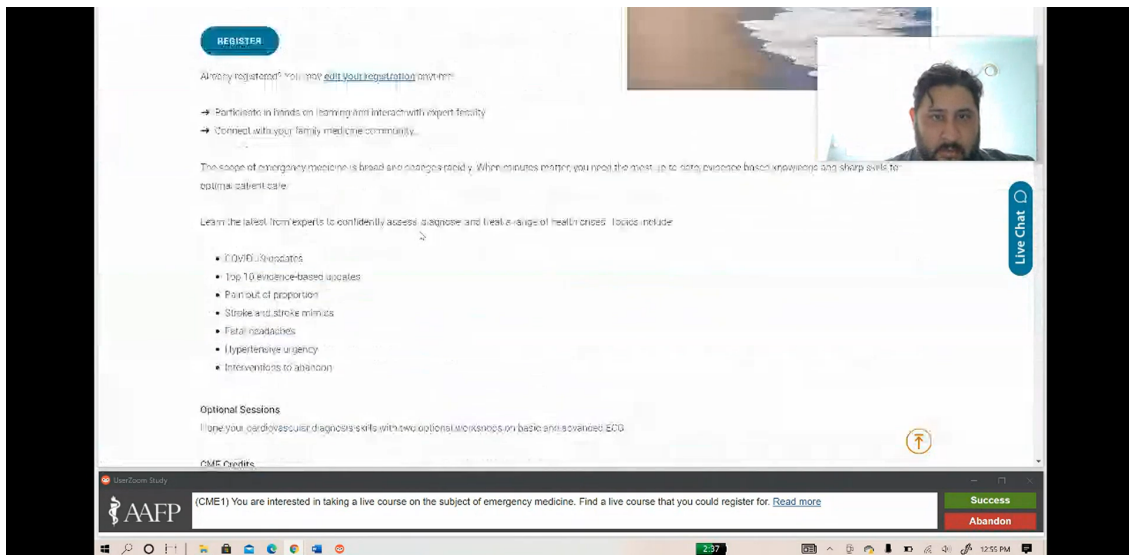 REGISTER
Already registered? You may edit your registration anytime.
→ Participate in hands on learning and interact with expert faculty
→ Connect with your family medicine community.
The scope of emergency medicine is broad and changes rapidly. When minutes matter, you need the most up to date, evidence based knowledge and sharp skills to
optimal patient care
Learn the latest from experts to confidently assess, diagnose and treat a range of health crises. Topics include
Live Chat
• COVID updates
• Top 10 evidence-based updates
• Pain out of proportion
• Stroke and stroke mimics
• Fatal headaches
• Hypertensive urgency
• Interventions to abandon
Optional Sessions
Hone your cardiovascular diagnosis skills with two optional workshops on basic and advanced ECG
CME Credits
UserZoom Study
AAFP
(CME1) You are interested in taking a live course on the subject of emergency medicine. Find a live course that you could register for. Read more
Success
Abandon
2:37
12:55 PM